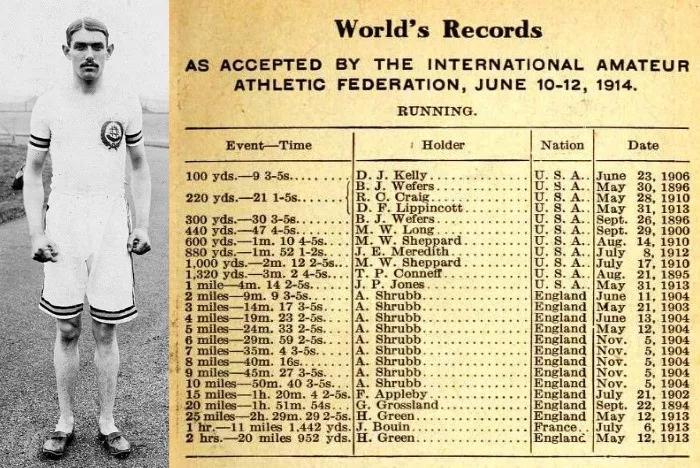 World's Records
AS ACCEPTED BY THE INTERNATIONAL AMATEUR
ATHLETIC FEDERATION, JUNE 10-12, 1914.
RUNNING.
Event—Time Holder Nation Date
100 yds.—9 3-5s........ D. J. Kelly.............. U. S. A.. June 23, 1906
B. J. Wefers............ U. S. A.. May 30, 1896
220 yds.—21 1-5s....... R. C. Craig............. U. S. A.. May 28, 1910
D. F. Lippincott....... U. S. A.. May 31, 1913
300 yds.—30 3-5s....... B. J. Wefers............ U. S. A.. Sept. 26, 1896
440 yds.—47 4-5s....... M. W. Long............ U. S. A.. Sept. 29, 1900
600 yds.—1m. 10 4-5s... M. W. Sheppard....... U. S. A.. Aug. 14, 1910
880 yds.—1m. 52 1-2s... J. E. Meredith......... U. S. A.. July 8, 1912
1,000 yds.—2m. 12 2-5s.. M. W. Sheppard....... U. S. A.. July 17, 1910
1,320 yds.—3m. 2 4-5s.. T. P. Conneff.......... U. S. A.. Aug. 21, 1895
1 mile—4m. 14 2-5s..... J. P. Jones.............. U. S. A.. May 31, 1913
2 miles—9m. 9 3-5s..... A. Shrubb.............. England June 11, 1904
3 miles—14m. 17 3-5s... A. Shrubb.............. England May 21, 1903
4 miles—19m. 23 2-5s... A. Shrubb.............. England June 13, 1904
5 miles—24m. 33 2-5s... A. Shrubb.............. England May 12, 1904
6 miles—29m. 59 2-5s... A. Shrubb.............. England Nov. 5, 1904
7 miles—35m. 4 3-5s.... A. Shrubb.............. England Nov. 5, 1904
8 miles—40m. 16s....... A. Shrubb.............. England Nov. 5, 1904
9 miles—45m. 27 3-5s... A. Shrubb.............. England Nov. 5, 1904
10 miles—50m. 40 3-5s.. A. Shrubb.............. England Nov. 5, 1904
15 miles—1h. 20m. 4 2-5s. F. Appleby............. England July 21, 1902
20 miles—1h. 51m. 54s.. G. Grossland........... England Sept. 22, 1894
25 miles—2h. 29m. 29 2-5s. H. Green............... England May 12, 1913
1 hr.—11 miles 1,442 yds. J. Bouin................ France.. July 6, 1913
2 hrs.—20 miles 952 yds. H. Green............... England May 12, 1913